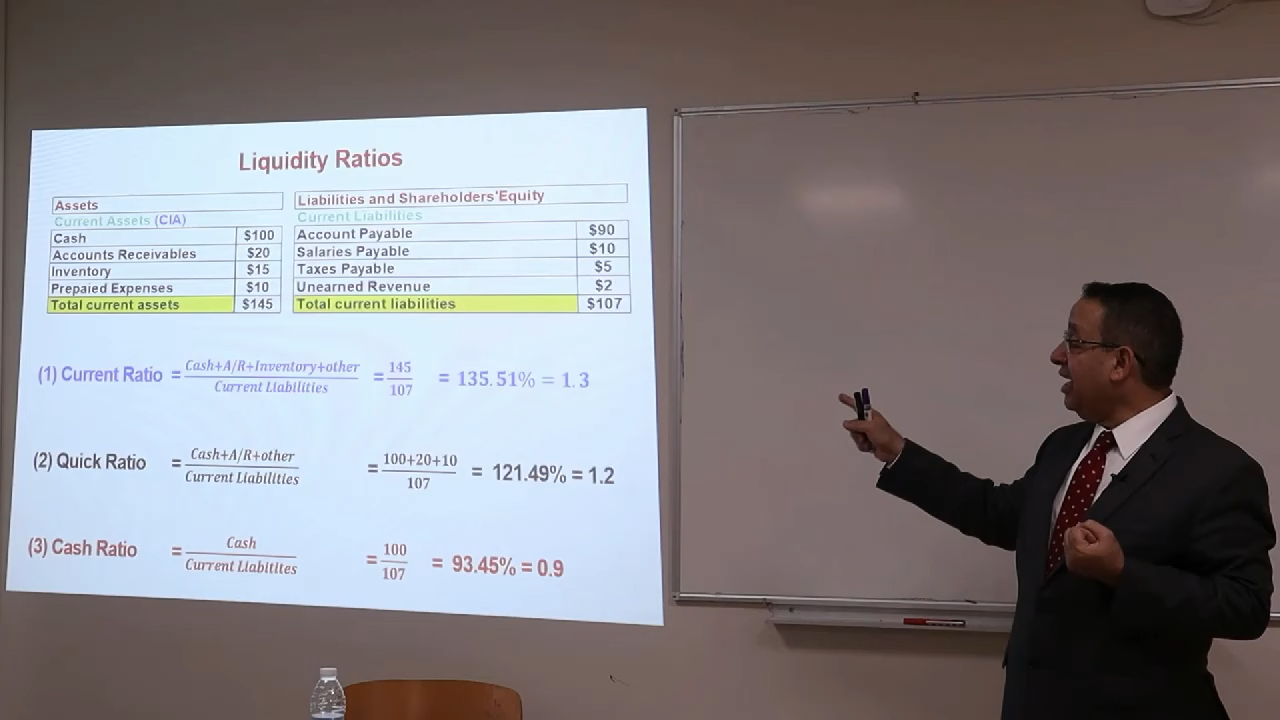 Liquidity Ratios
Assets
Current Assets (CIA)
Cash $100
Accounts Receivables $20
Inventory $15
Prepaied Expenses $10
Total current assets $145
Liabilities and Shareholders'Equity
Current Liabilities
Account Payable $90
Salaries Payable $10
Taxes Payable $5
Unearned Revenue $2
Total current liabilities $107
(1) Current Ratio = Cash+A/R+Inventory+other / Current Liabilities = 145 / 107 = 135.51% = 1.3
(2) Quick Ratio = Cash+A/R+other / Current Liabilities = 100+20+10 / 107 = 121.49% = 1.2
(3) Cash Ratio = Cash / Current Liabitites = 100 / 107 = 93.45% = 0.9